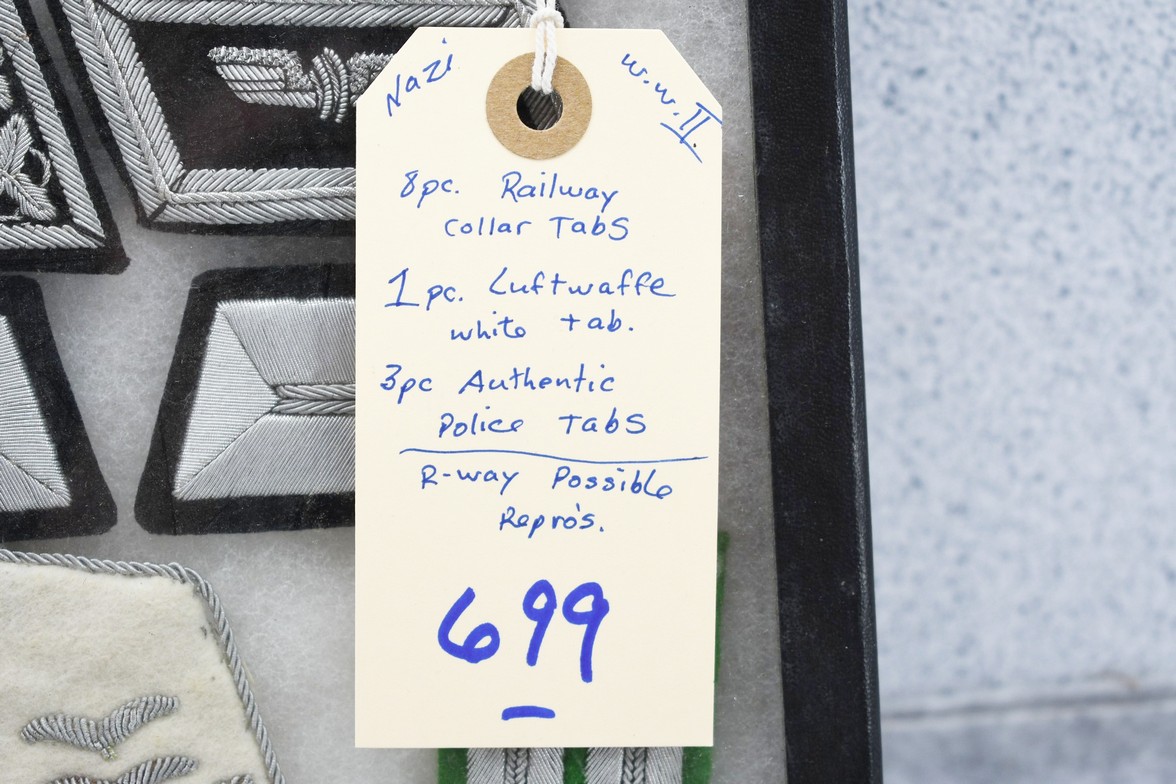 Nazi
W.W.II.
8pc. Railway
Collar Tabs
1pc. Luftwaffe
white tab.
3pc Authentic
Police Tabs
R-way Possible
Repro's.
699